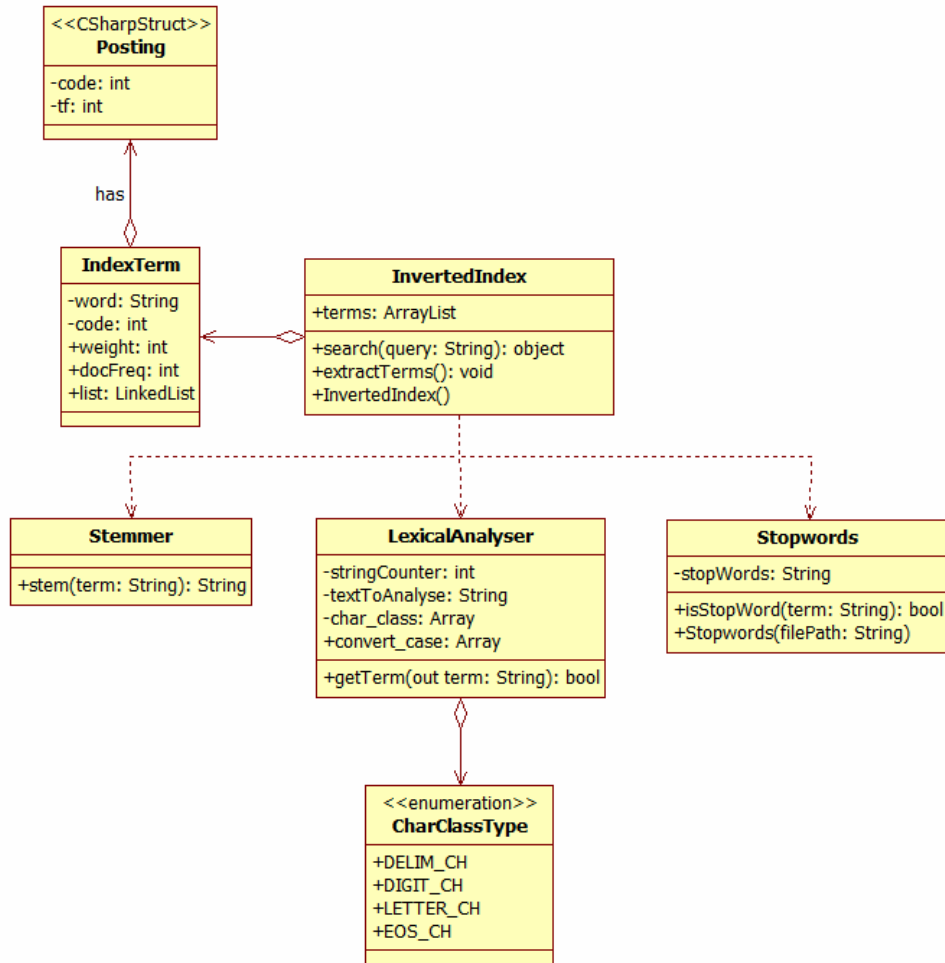 <<CSharpStruct>>
Posting
-code: int
-tf: int
has
IndexTerm
-word: String
-code: int
+weight: int
+docFreq: int
+list: LinkedList
InvertedIndex
+terms: ArrayList
+search(query: String): object
+extractTerms(): void
+InvertedIndex()
Stemmer
+stem(term: String): String
LexicalAnalyser
-stringCounter: int
-textToAnalyse: String
-char_class: Array
+convert_case: Array
+getTerm(out term: String): bool
Stopwords
-stopWords: String
+isStopWord(term: String): bool
+Stopwords(filePath: String)
<<enumeration>>
CharClassType
+DELIM_CH
+DIGIT_CH
+LETTER_CH
+EOS_CH